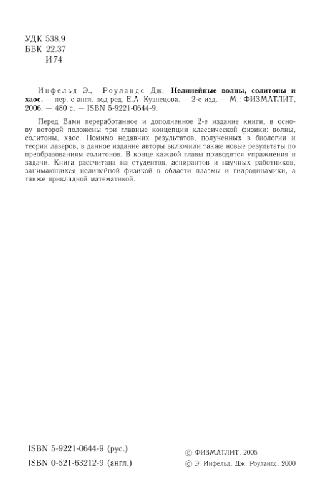 УДК 538.9
ББК 22.37
И74
Инфельд Э., Роуландс Дж. Нелинейные волны, солитоны и
хаос. — пер. с англ. под ред. Е.А. Кузнецова. — 2-е изд. — М.: ФИЗМАТЛИТ,
2006. — 480 с. — ISBN 5-9221-0644-9.
Перед Вами переработанное и дополненное 2-е издание книги, в осно-
ву которой положены три главные концепции классической физики: волны,
солитоны, хаос. Помимо недавних результатов, полученных в биологии и
теории лазеров, в данное издание авторы включили также новые результаты по
преобразованиям солитонов. В конце каждой главы приводятся упражнения и
задачи. Книга рассчитана на студентов, аспирантов и научных работников,
занимающихся нелинейной физикой в области плазмы и гидродинамики, а
также прикладной математикой.
ISBN 5-9221-0644-9 (рус.)
ISBN 0-521-63212-9 (англ.)
© ФИЗМАТЛИТ, 2005
© Э. Инфельд, Дж. Роуландс, 2000